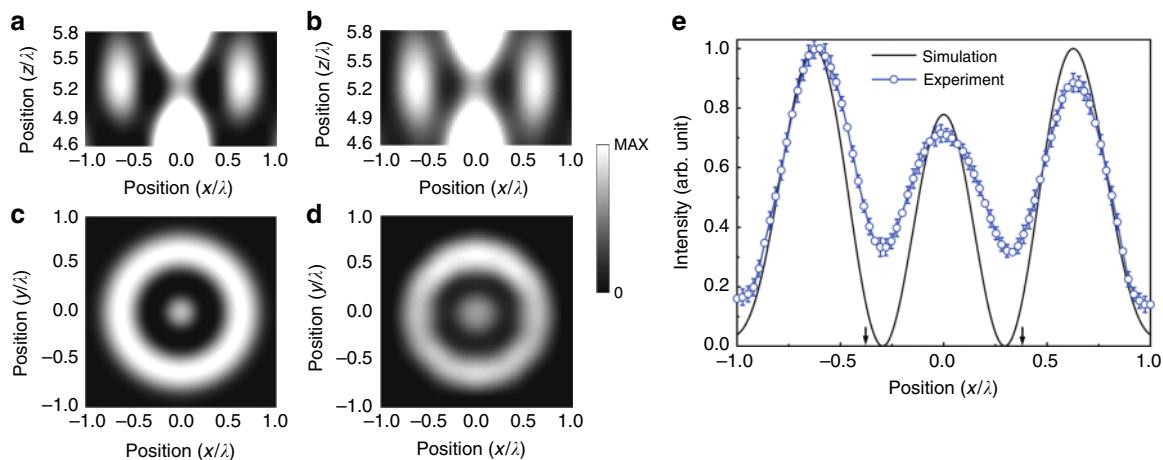 a
5.8
5.5
5.2
4.9
4.6
Position (z/λ)
−1.0 −0.5 0.0 0.5 1.0
Position (x/λ)
b
5.8
5.5
5.2
4.9
4.6
Position (z/λ)
−1.0 −0.5 0.0 0.5 1.0
Position (x/λ)
MAX
0
c
1.0
0.5
0.0
−0.5
−1.0
Position (y/λ)
−1.0 −0.5 0.0 0.5 1.0
Position (x/λ)
d
1.0
0.5
0.0
−0.5
−1.0
Position (y/λ)
−1.0 −0.5 0.0 0.5 1.0
Position (x/λ)
e
1.0
0.8
0.6
0.4
0.2
0.0
Intensity (arb. unit)
Simulation
Experiment
−1.0 −0.5 0.0 0.5 1.0
Position (x/λ)